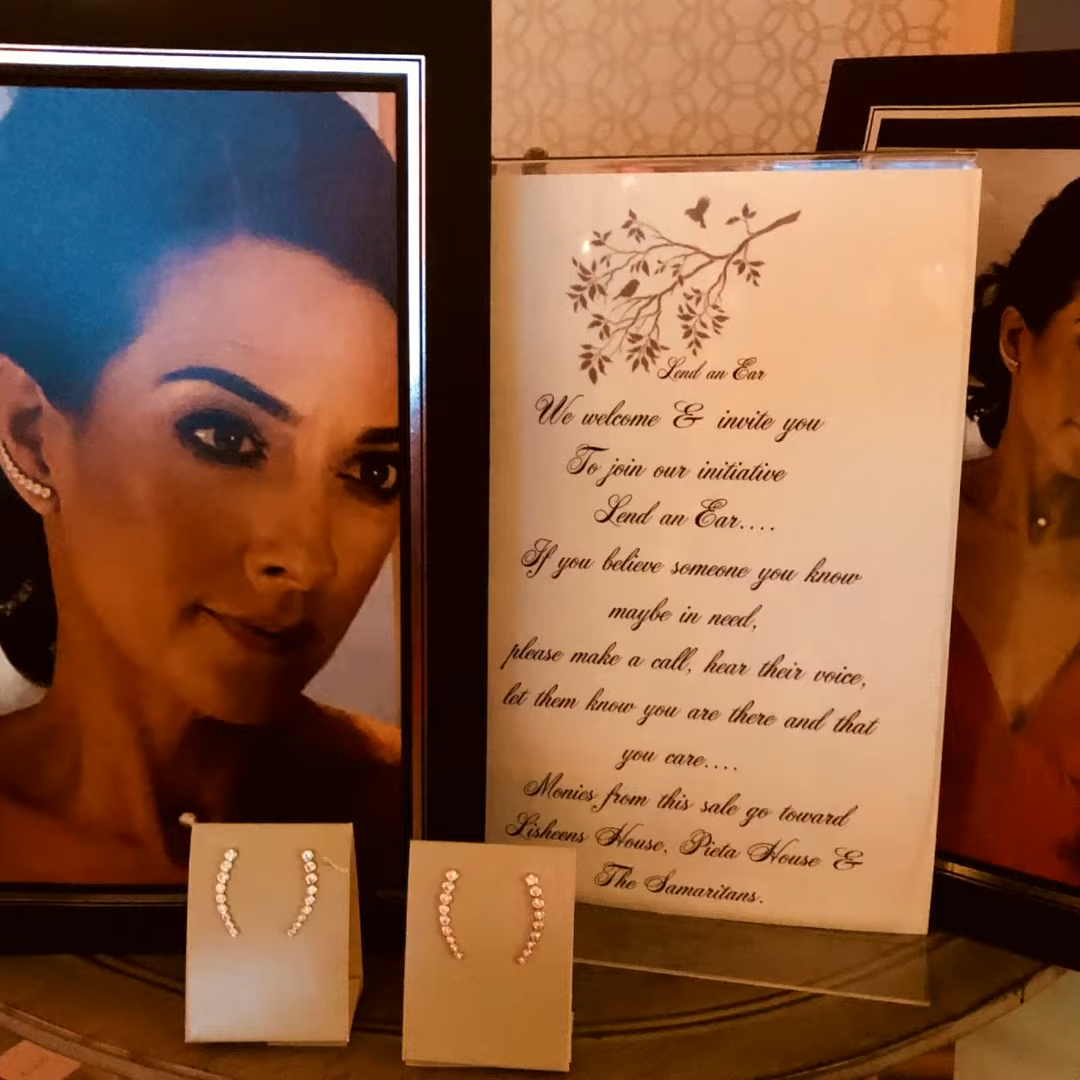 Lend an Ear
We welcome & invite you
To join our initiative
Lend an Ear....
If you believe someone you know
maybe in need,
please make a call, hear their voice,
let them know you are there and that
you care....
Monies from this sale go toward
Lisheens House, Pieta House &
The Samaritans.